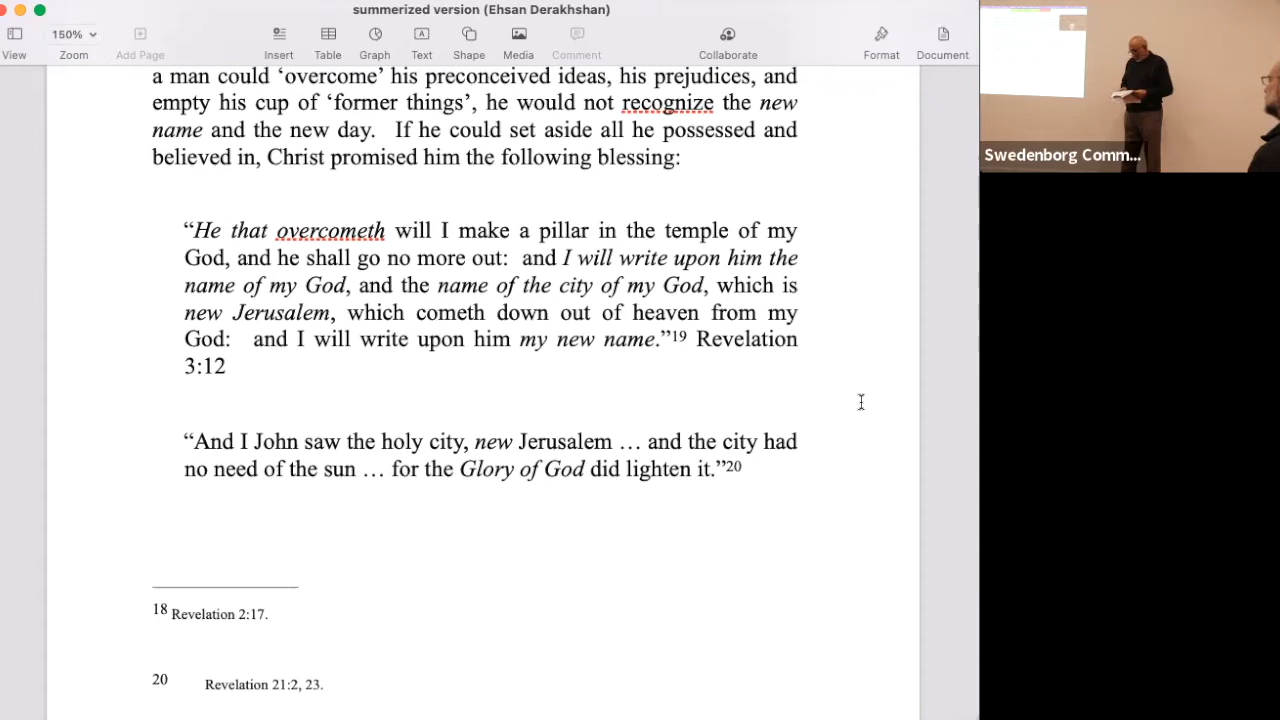 summerized version (Ehsan Derakhshan)
150%
View
Zoom
Add Page
Insert
Table
Graph
Text
Shape
Media
Comment
Collaborate
Format
Document
a man could ‘overcome’ his preconceived ideas, his prejudices, and
empty his cup of ‘former things’, he would not recognize the new
name and the new day. If he could set aside all he possessed and
believed in, Christ promised him the following blessing:
“He that overcometh will I make a pillar in the temple of my
God, and he shall go no more out: and I will write upon him the
name of my God, and the name of the city of my God, which is
new Jerusalem, which cometh down out of heaven from my
God: and I will write upon him my new name.”19 Revelation
3:12
“And I John saw the holy city, new Jerusalem … and the city had
no need of the sun … for the Glory of God did lighten it.”20
18 Revelation 2:17.
20 Revelation 21:2, 23.
Swedenborg Comm...